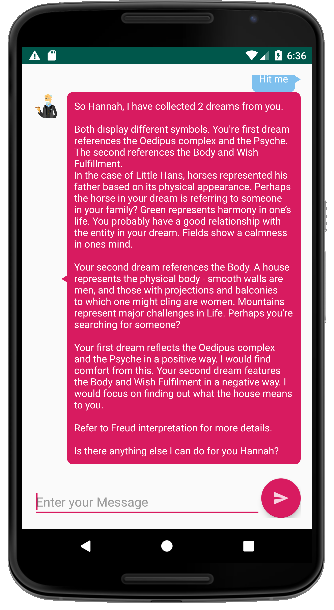 6:36
Hit me
So Hannah, I have collected 2 dreams from you.
Both display different symbols. You're first dream
references the Oedipus complex and the Psyche.
The second references the Body and Wish
Fulfillment.
In the case of Little Hans, horses represented his
father based on its physical appearance. Perhaps
the horse in your dream is referring to someone
in your family? Green represents harmony in one's
life. You probably have a good relationship with
the entity in your dream. Fields show a calmness
in ones mind.
Your second dream references the Body. A house
represents the physical body smooth walls are
men, and those with projections and balconies
to which one might cling are women. Mountains
represent major challenges in Life. Perhaps you're
searching for someone?
Your first dream reflects the Oedipus complex
and the Psyche in a positive way. I would find
comfort from this. Your second dream features
the Body and Wish Fulfilment in a negative way. I
would focus on finding out what the house means
to you.
Refer to Freud interpretation for more details.
Is there anything else I can do for you Hannah?
Enter your Message